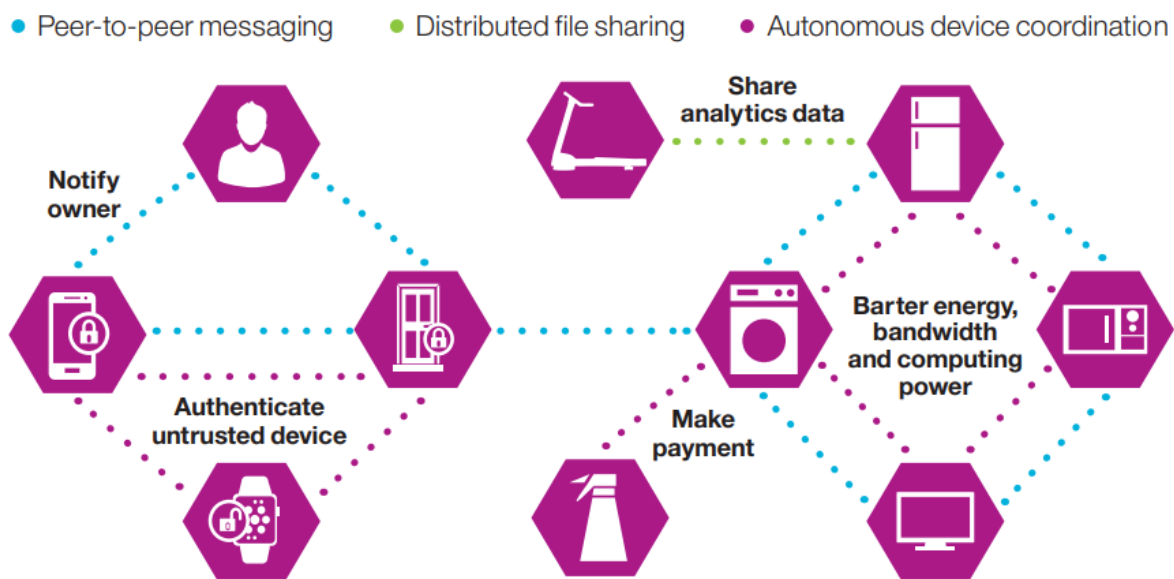 Peer-to-peer messaging
Distributed file sharing
Autonomous device coordination
Share
analytics data
Notify
owner
Barter energy,
bandwidth
and computing
power
Authenticate
untrusted device
Make
payment